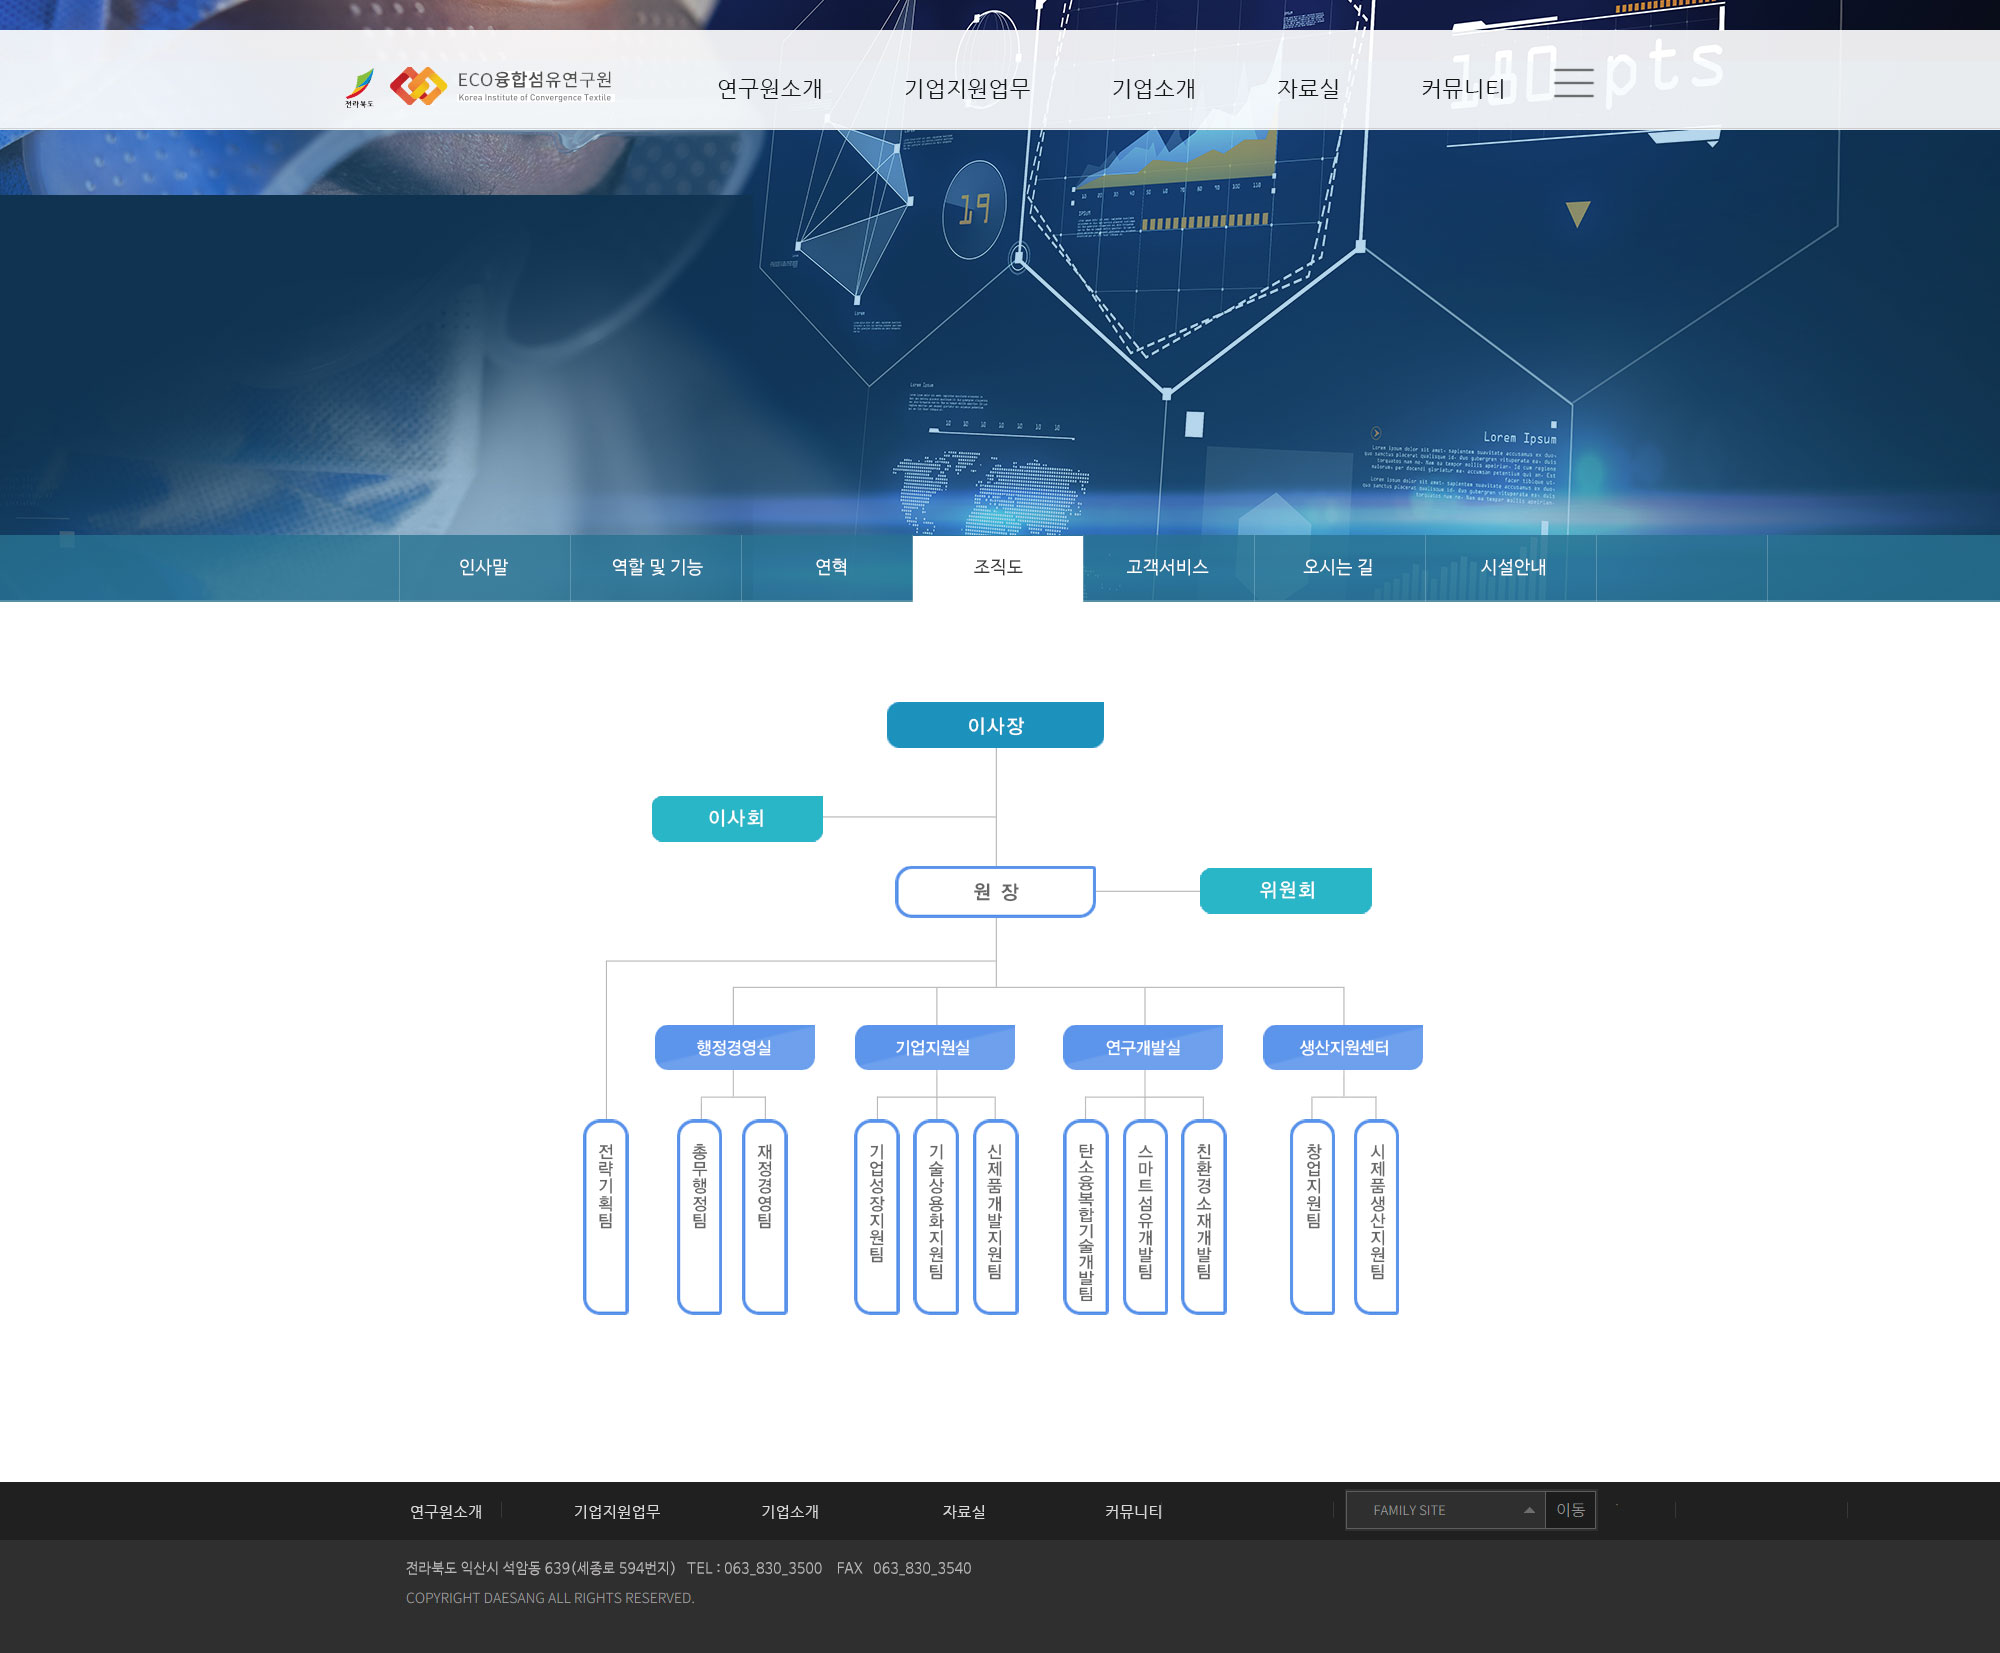 180 pts
전라북도
ECO융합섬유연구원
Korea Institute of Convergence Textile
연구원소개
기업지원업무
기업소개
자료실
커뮤니티
19
IPSUM
Lorem Ipsum
Lorem Ipsum
인사말
역할 및 기능
연혁
조직도
고객서비스
오시는 길
시설안내
이사장
이사회
원 장
위원회
행정경영실
기업지원실
연구개발실
생산지원센터
전략기획팀
총무행정팀
재정경영팀
기업성장지원팀
기술상용화지원팀
신제품개발지원팀
탄소융복합기술개발팀
스마트섬유개발팀
친환경소재개발팀
창업지원팀
시제품생산지원팀
연구원소개
기업지원업무
기업소개
자료실
커뮤니티
FAMILY SITE
이동
전라북도 익산시 석암동 639(세종로 594번지) TEL : 063_830_3500 FAX 063_830_3540
COPYRIGHT DAESANG ALL RIGHTS RESERVED.